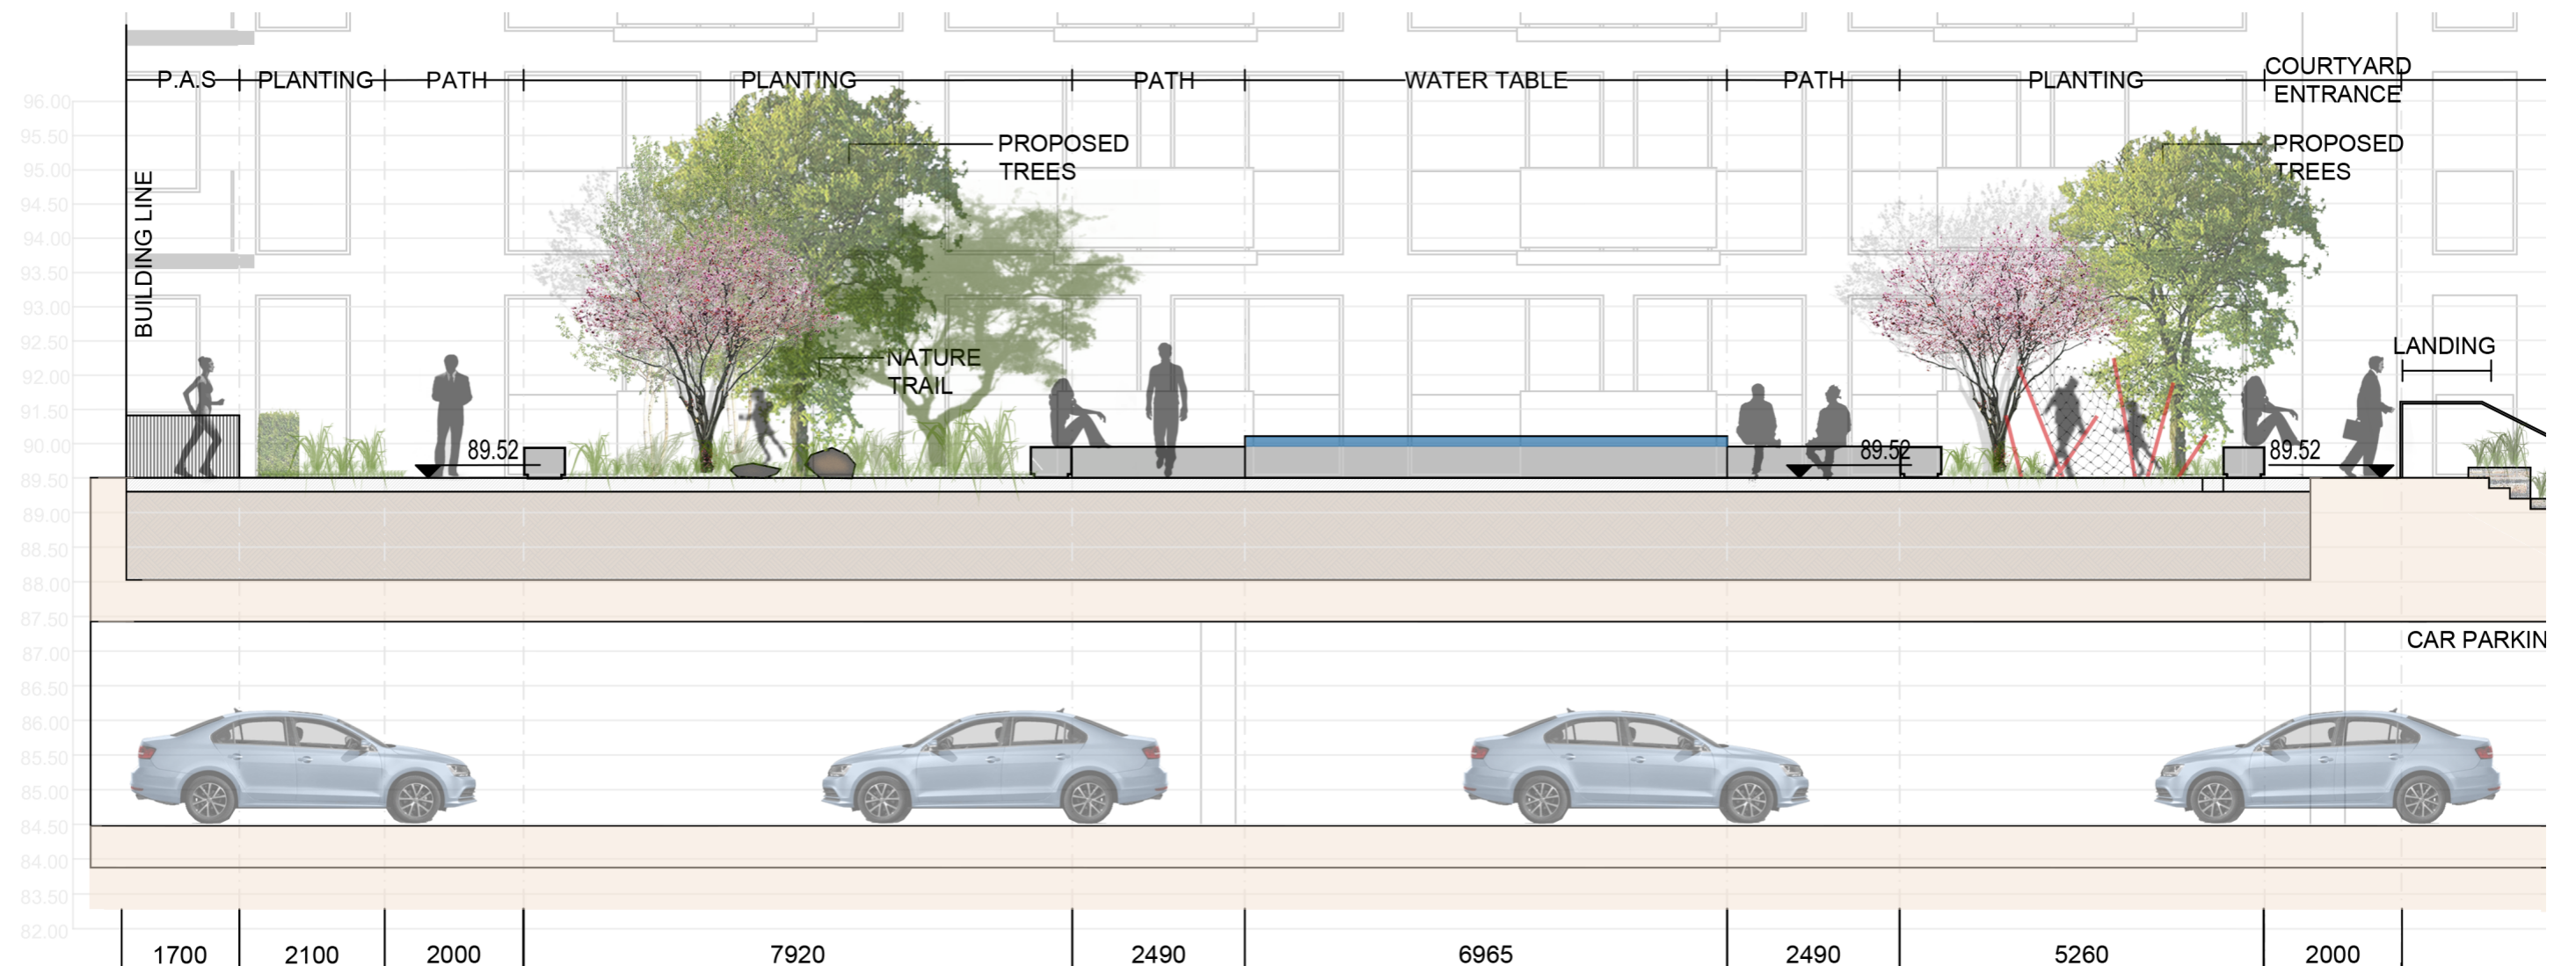 P.A.S PLANTING PATH PLANTING PATH WATER TABLE PATH PLANTING COURTYARD
ENTRANCE
96.00
95.50
95.00
94.50
94.00
93.50
93.00
92.50
92.00
91.50
90.00
89.50
89.00
88.50
88.00
87.50
87.00
86.50
86.00
85.50
85.00
84.50
84.00
83.50
82.00
BUILDING LINE
PROPOSED
TREES
NATURE
TRAIL
PROPOSED
TREES
LANDING
89.52
89.52
89.52
CAR PARKIN
1700 2100 2000 7920 2490 6965 2490 5260 2000